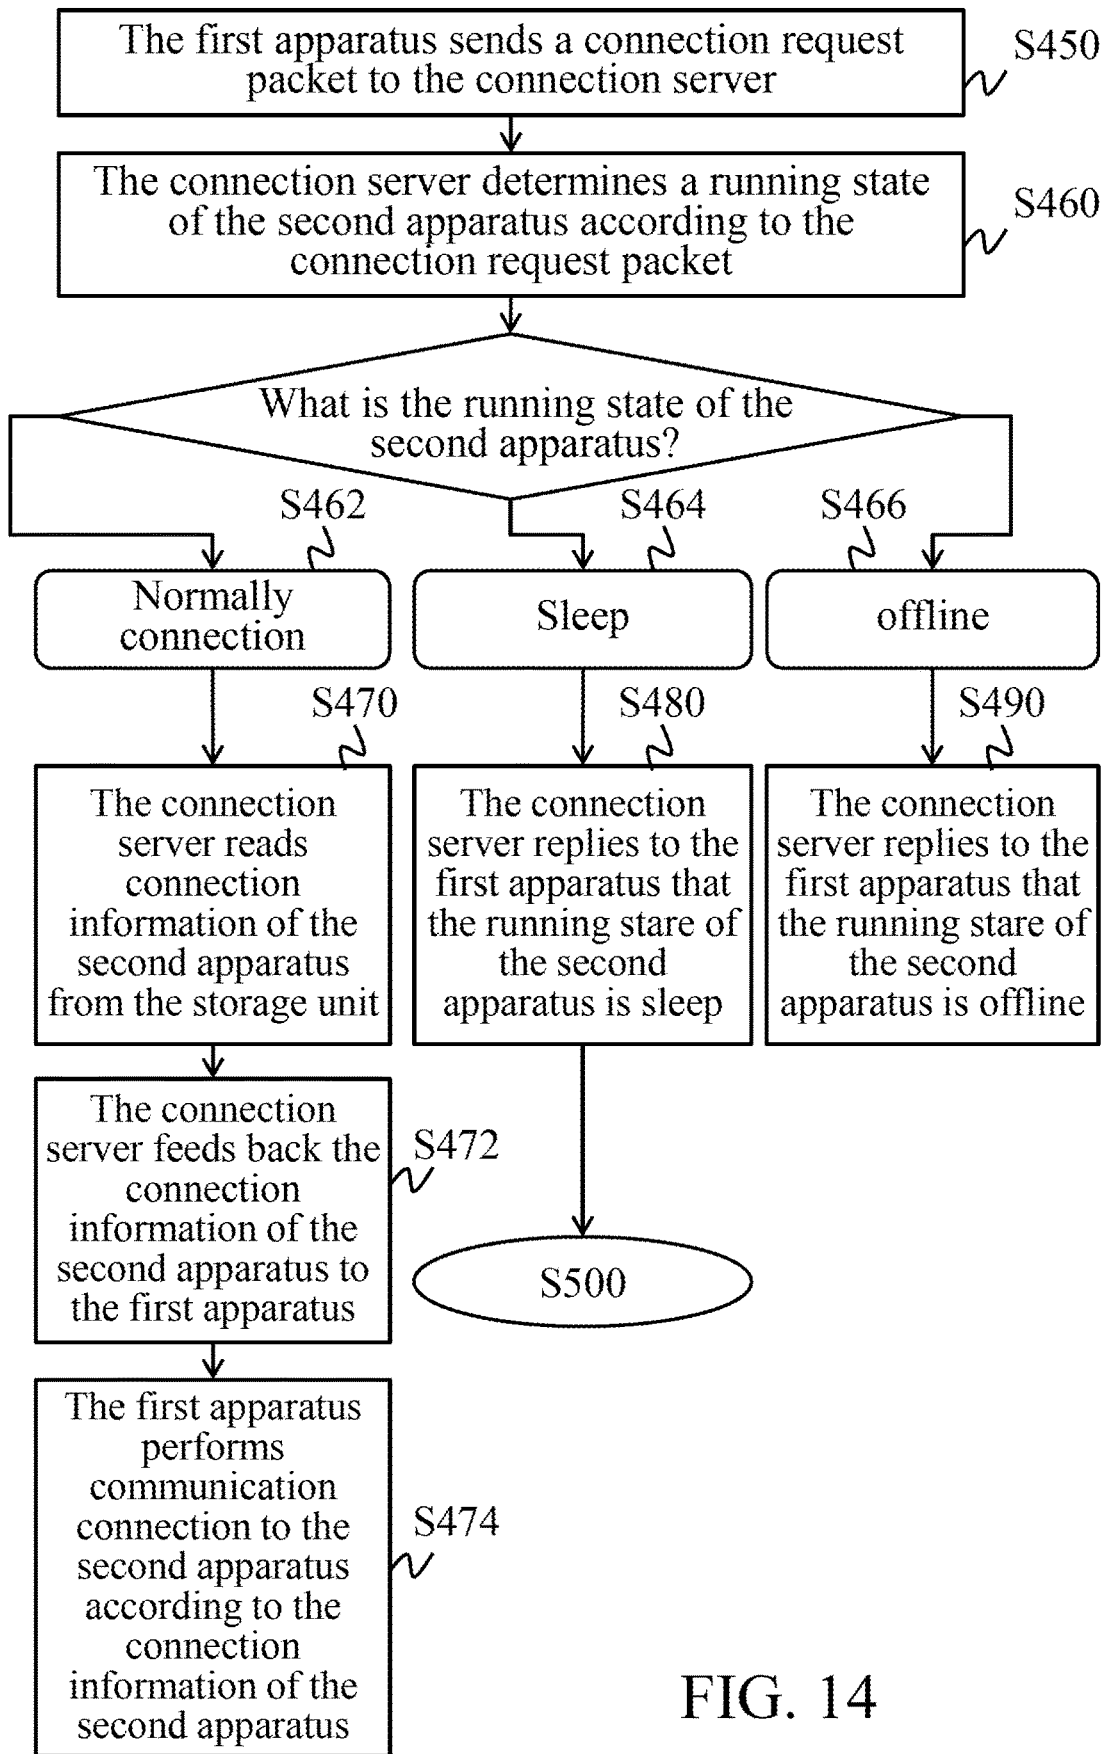 The first apparatus sends a connection request
packet to the connection server
S450
The connection server determines a running state
of the second apparatus according to the
connection request packet
S460
What is the running state of the
second apparatus?
S462
S464
S466
Normally
connection
Sleep
offline
S470
S480
S490
The connection
server reads
connection
information of the
second apparatus
from the storage unit
The connection
server replies to the
first apparatus that
the running stare of
the second
apparatus is sleep
The connection
server replies to the
first apparatus that
the running stare of
the second
apparatus is offline
The connection
server feeds back the
connection
information of the
second apparatus to
the first apparatus
S472
S500
The first apparatus
performs
communication
connection to the
second apparatus
according to the
connection
information of the
second apparatus
S474
FIG. 14